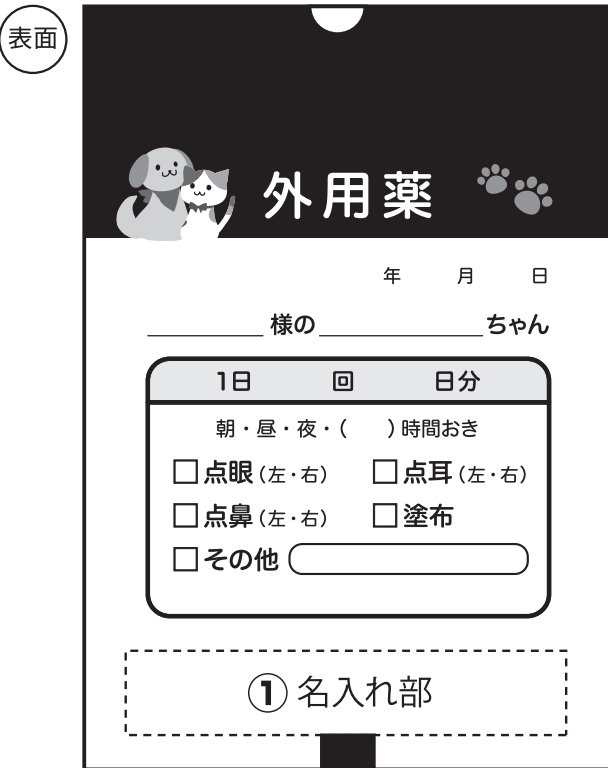 表面
外用薬
年 月 日
様の ちゃん
1日 回 日分
朝・昼・夜・( )時間おき
点眼(左・右) 点耳(左・右)
点鼻(左・右) 塗布
その他
① 名入れ部